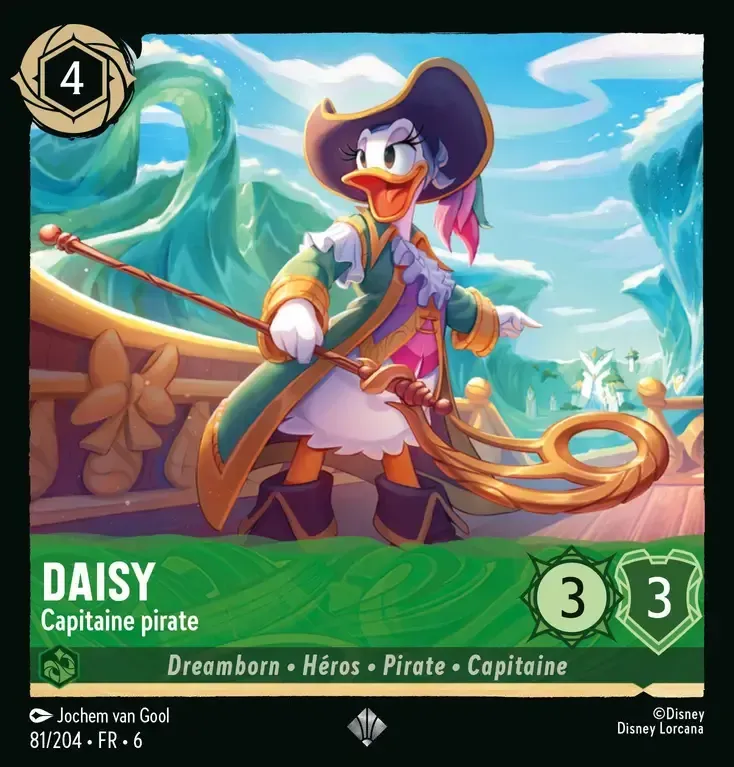 4
DAISY
Capitaine pirate
3
3
Dreamborn • Héros • Pirate • Capitaine
Jochem van Gool
81/204 • FR • 6
©Disney
Disney Lorcana